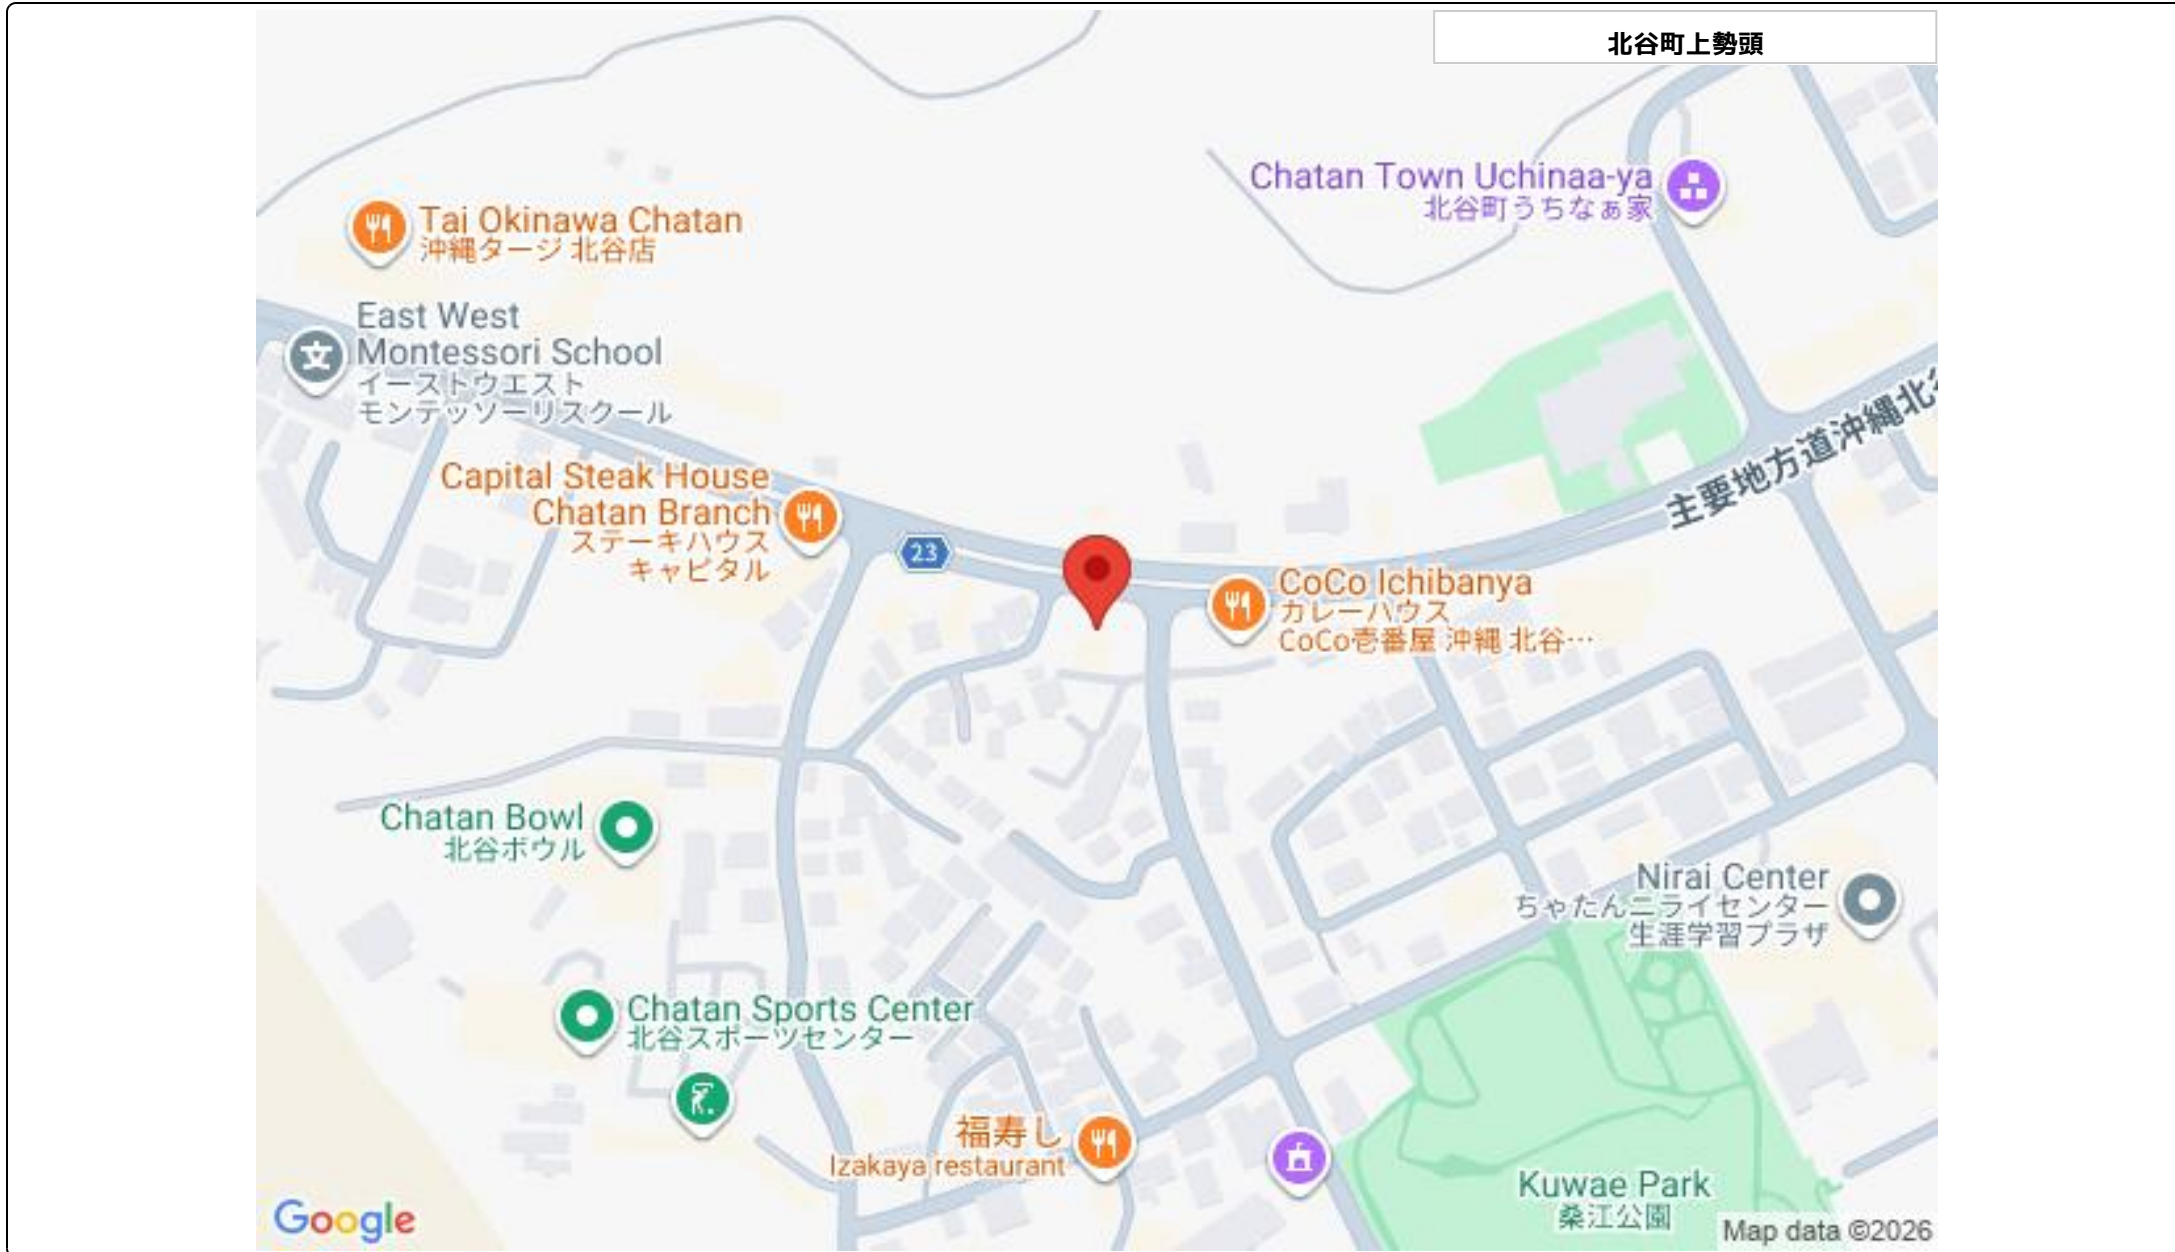 北谷町上勢頭
Chatan Town Uchinaa-ya
北谷町うちなぁ家
Tai Okinawa Chatan
沖縄タージ 北谷店
East West
Montessori School
イーストウエスト
モンテッソーリスクール
主要地方道沖縄北
Capital Steak House
Chatan Branch
ステーキハウス
キャピタル
23
CoCo Ichibanya
カレーハウス
CoCo壱番屋 沖縄 北谷…
Chatan Bowl
北谷ボウル
Nirai Center
ちゃたんニライセンター
生涯学習プラザ
Chatan Sports Center
北谷スポーツセンター
福寿し
Izakaya restaurant
Kuwae Park
桑江公園
Google
Map data ©2026